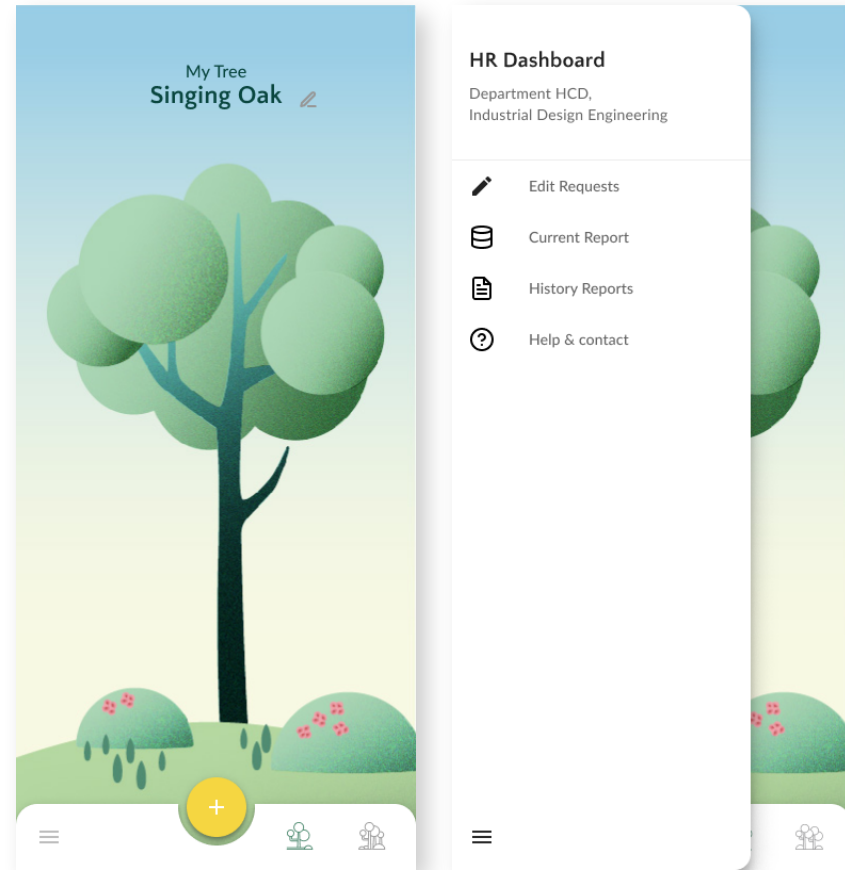 My Tree
Singing Oak
HR Dashboard
Department HCD,
Industrial Design Engineering
Edit Requests
Current Report
History Reports
Help & contact